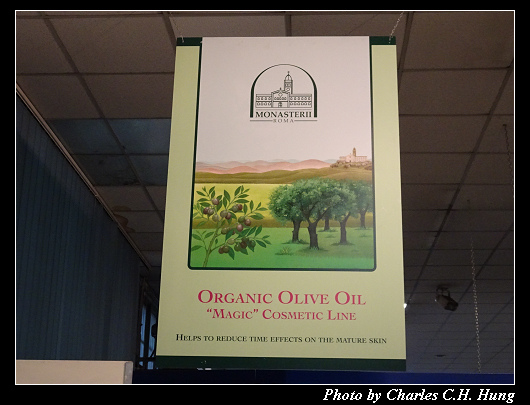 MONASTERII
ROMA
ORGANIC OLIVE OIL
"MAGIC" COSMETIC LINE
HELPS TO REDUCE TIME EFFECTS ON THE MATURE SKIN
Photo by Charles C.H. Hung